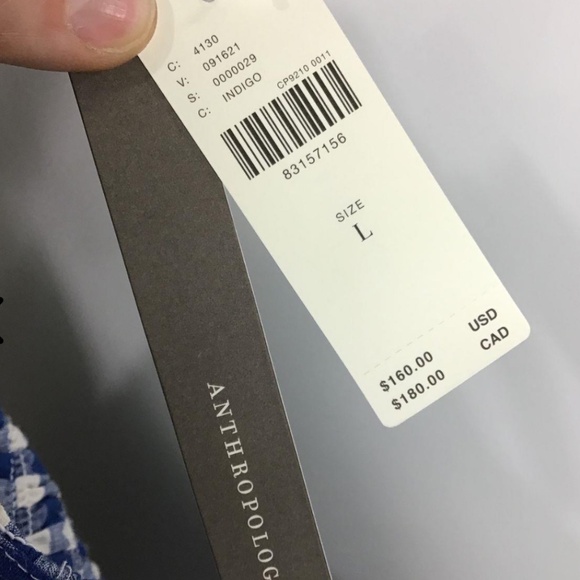 C: 4130
V: 091621
S: 0000029
C: INDIGO
CP9210 0011
83157156
SIZE
L
$160.00 USD
$180.00 CAD
ANTHROPOLOG